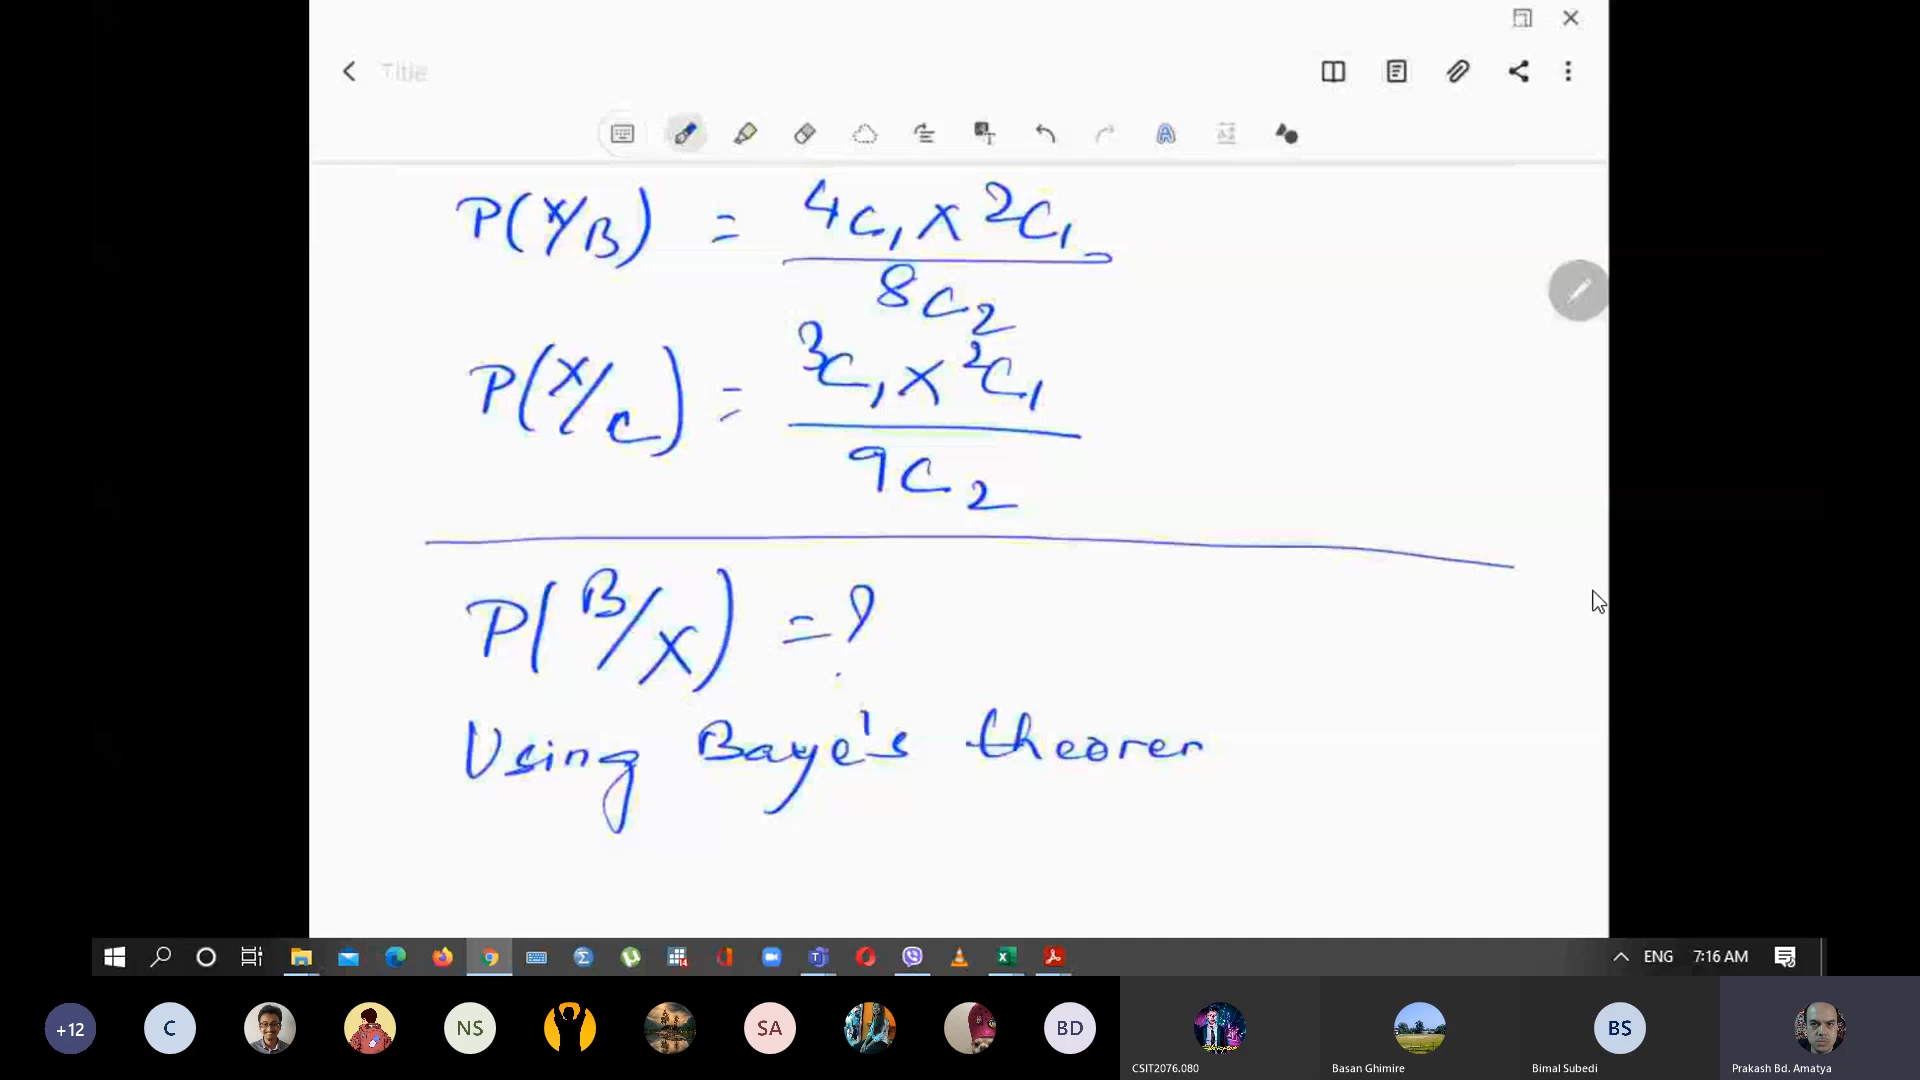 Title
P(X/B) = 4C1 X 2C1
8C2
P(X/C) = 3C1 X 2C1
9C2
P(B/X) = ?
Using Baye's theorer
ENG 7:16 AM
+12 C NS SA BD BS
CSIT2076.080 Basan Ghimire Bimal Subedi Prakash Bd. Amatya